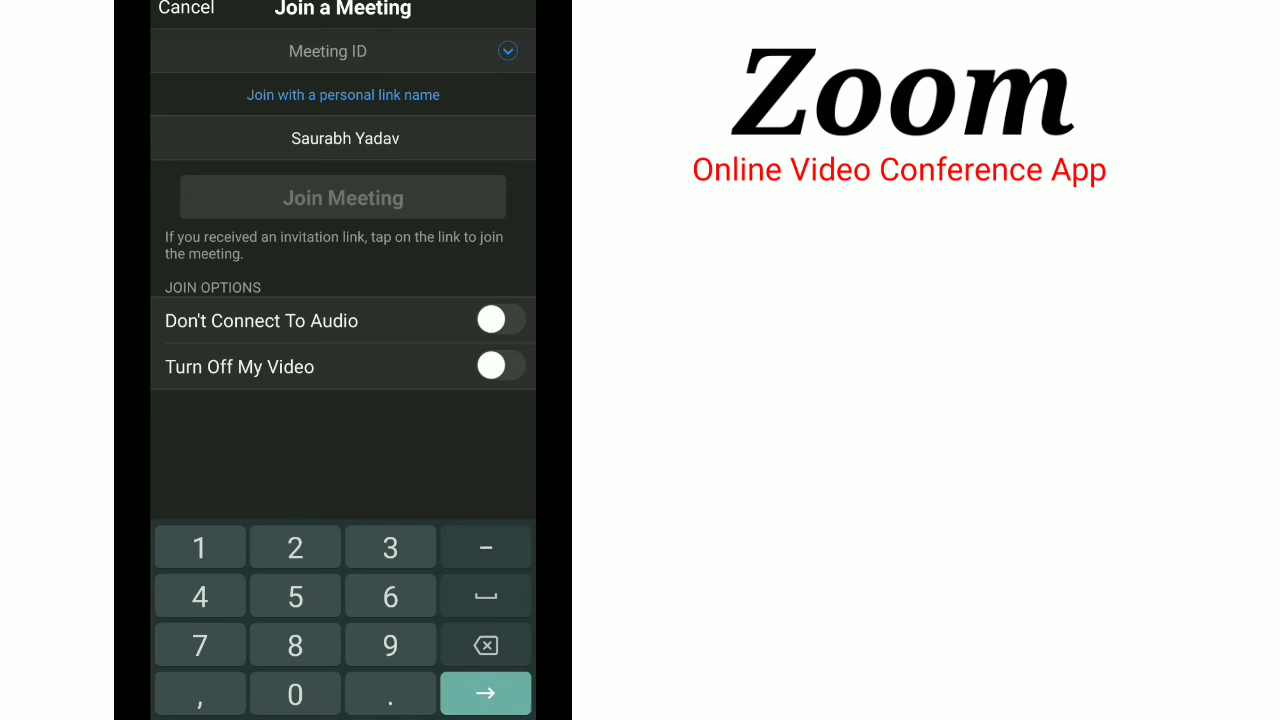 Cancel
Join a Meeting
Meeting ID
Join with a personal link name
Saurabh Yadav
Join Meeting
If you received an invitation link, tap on the link to join
the meeting.
JOIN OPTIONS
Don't Connect To Audio
Turn Off My Video
1 2 3 -
4 5 6
7 8 9
, 0 .
Zoom
Online Video Conference App